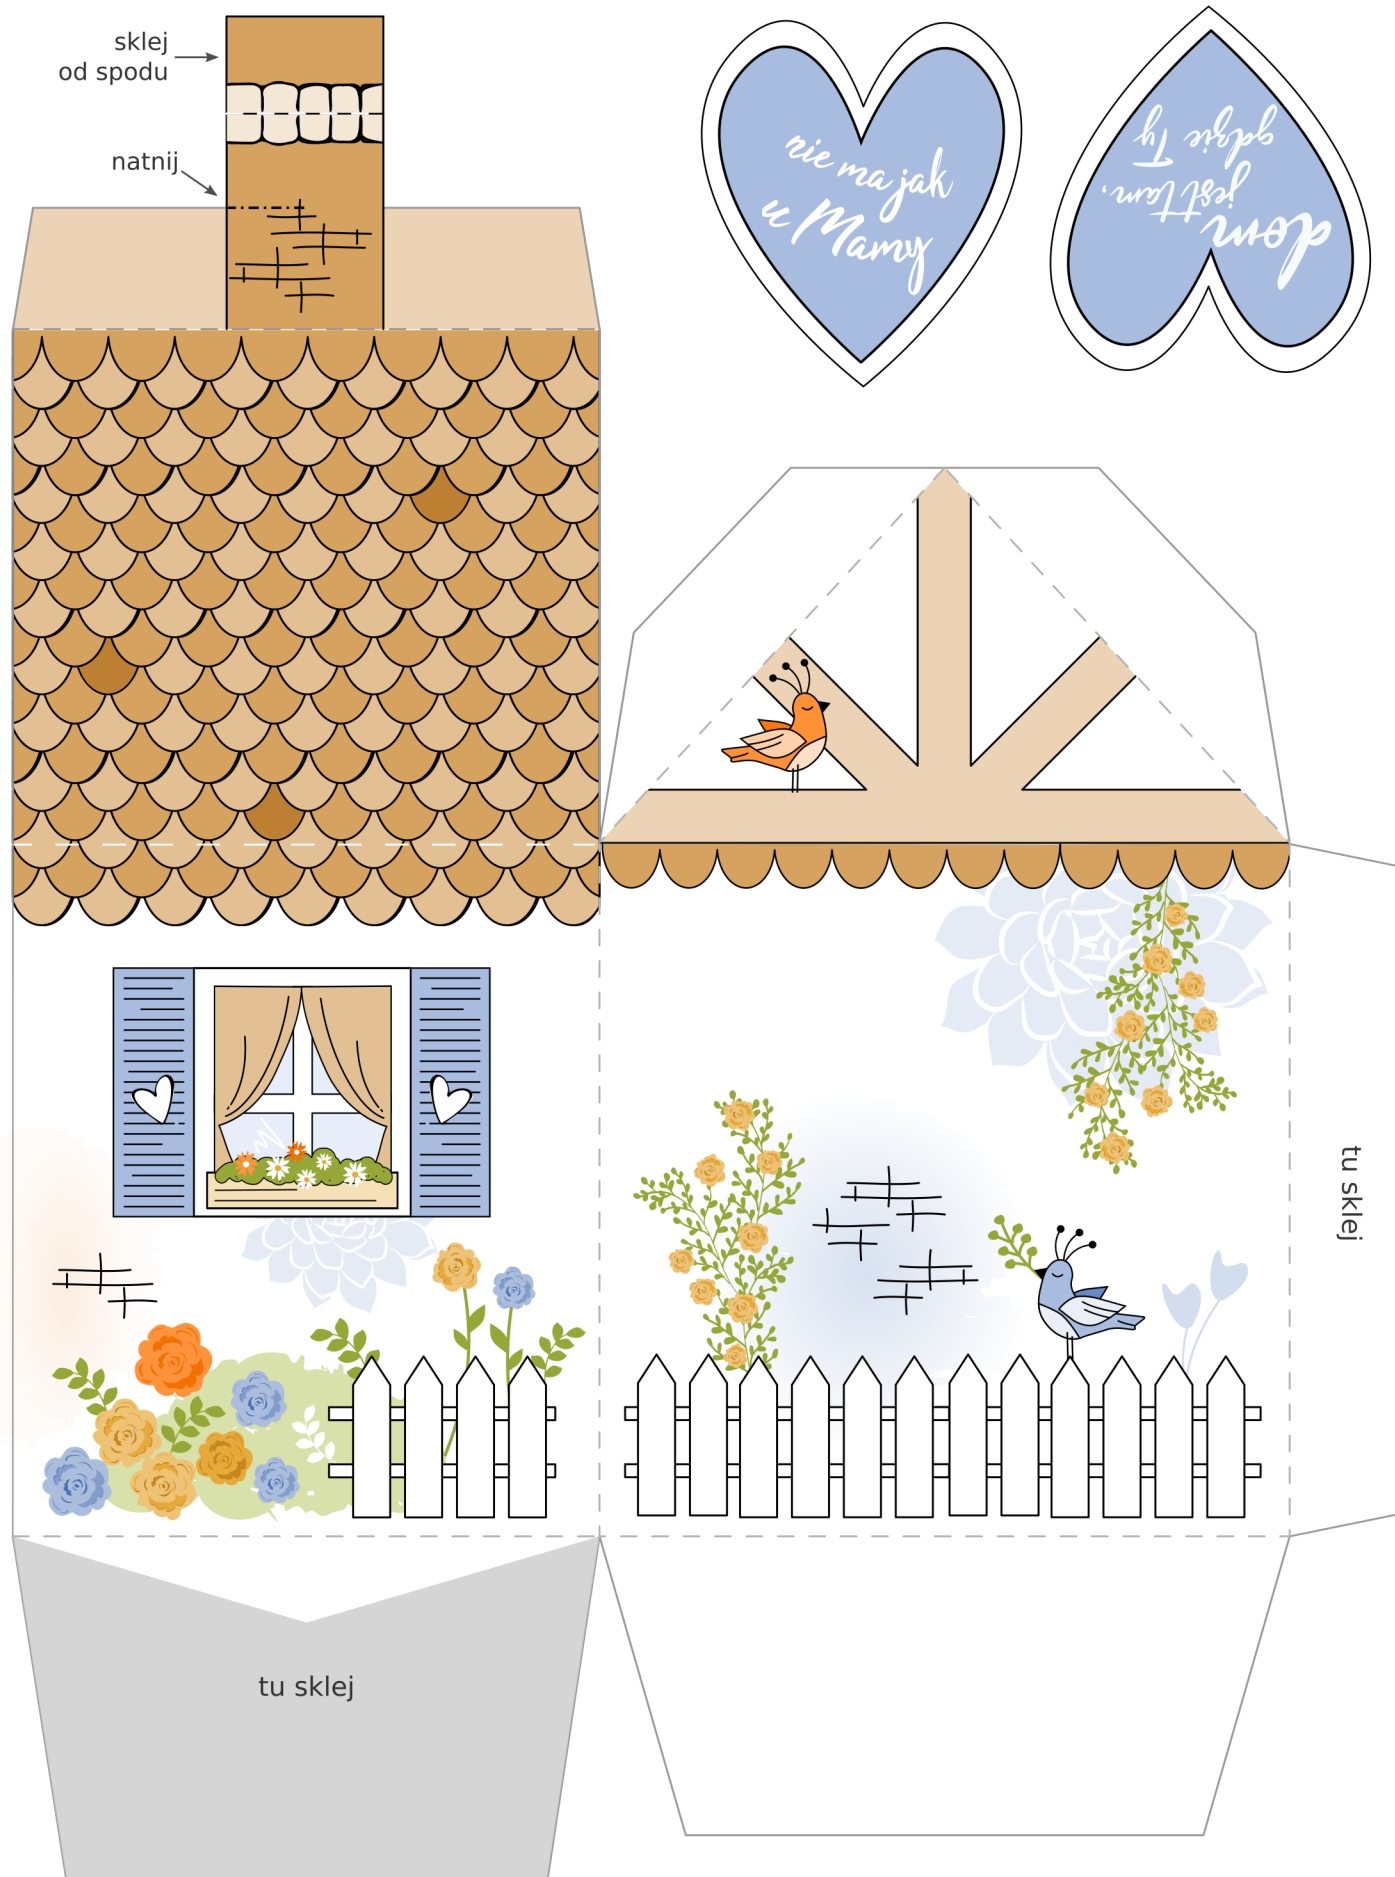 sklej
od spodu
natnij
nie ma jak
u Mamy
dom
jest tam,
gdzie Ty
tu sklej
tu sklej